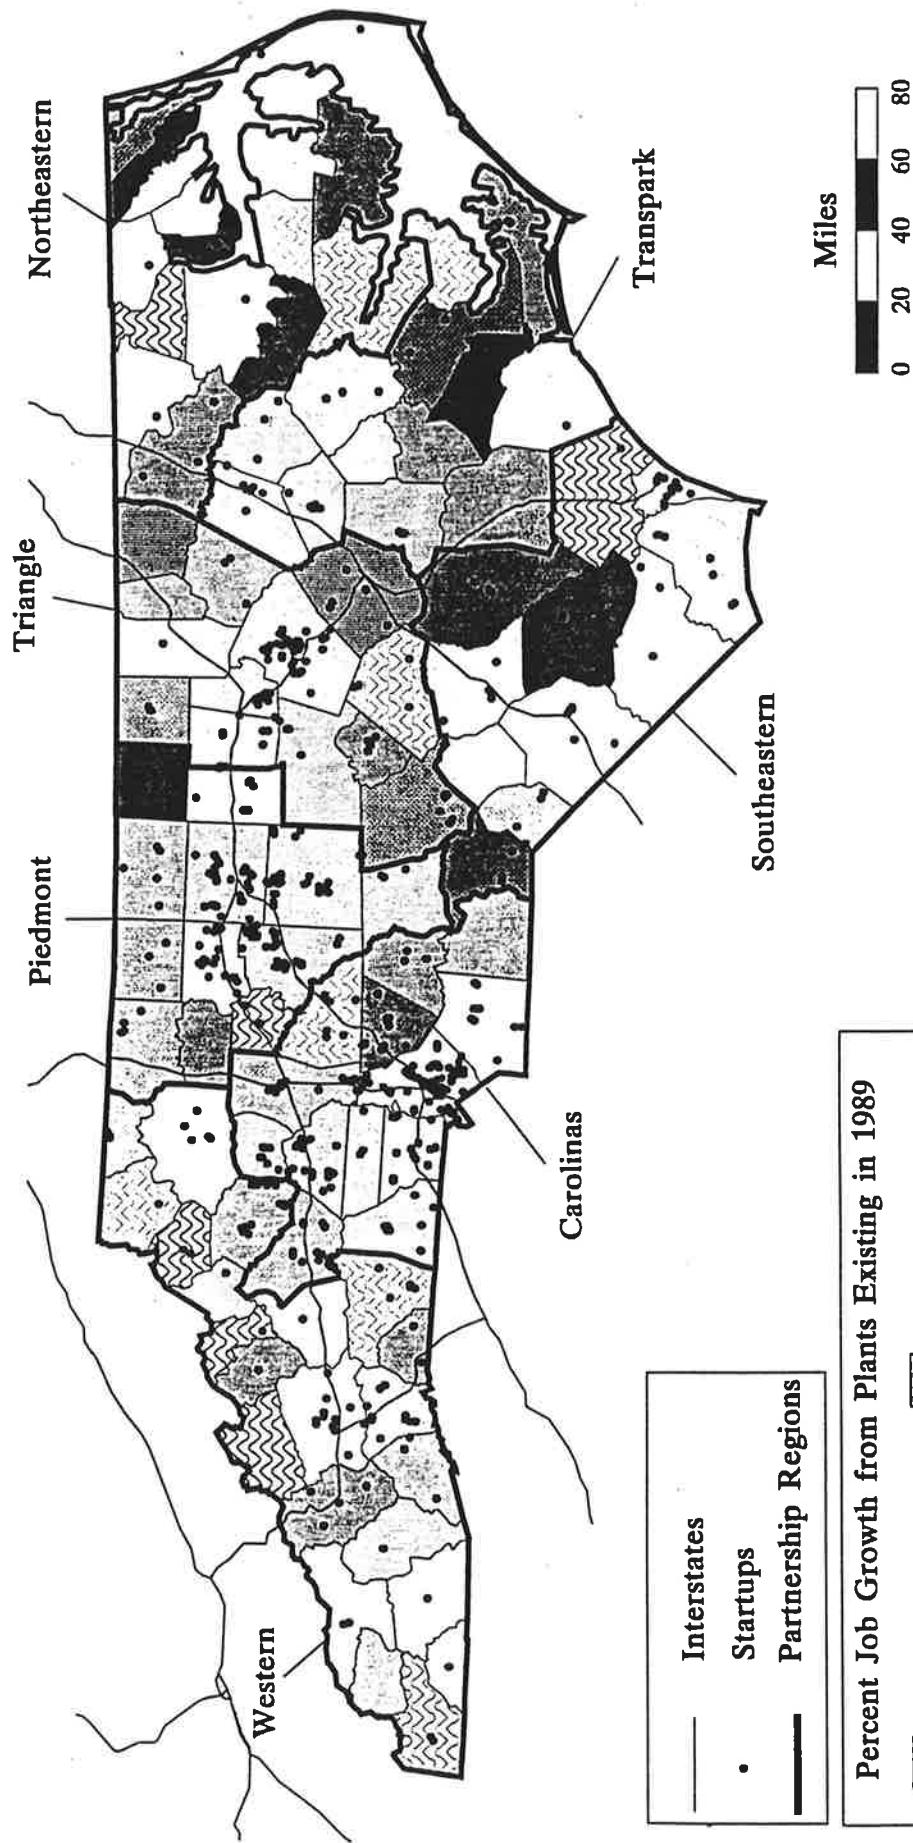 Northeastern
Triangle
Piedmont
Western
Carolinas
Southeastern
Transpark
Miles
0 20 40 60 80
Interstates
Startups
Partnership Regions
Percent Job Growth from Plants Existing in 1989